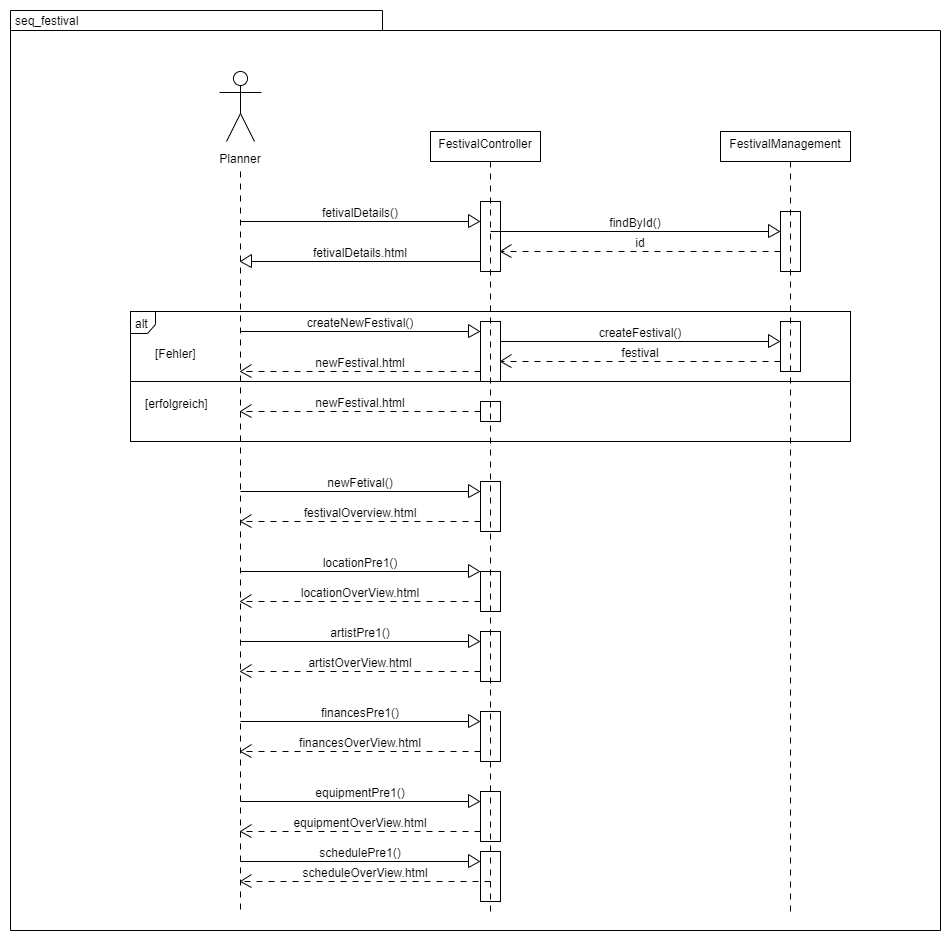 seq_festival
Planner
FestivalController
FestivalManagement
fetivalDetails()
findById()
id
fetivalDetails.html
alt
createNewFestival()
createFestival()
[Fehler]
festival
newFestival.html
[erfolgreich]
newFestival.html
newFetival()
festivalOverview.html
locationPre1()
locationOverView.html
artistPre1()
artistOverView.html
financesPre1()
financesOverView.html
equipmentPre1()
equipmentOverView.html
schedulePre1()
scheduleOverView.html